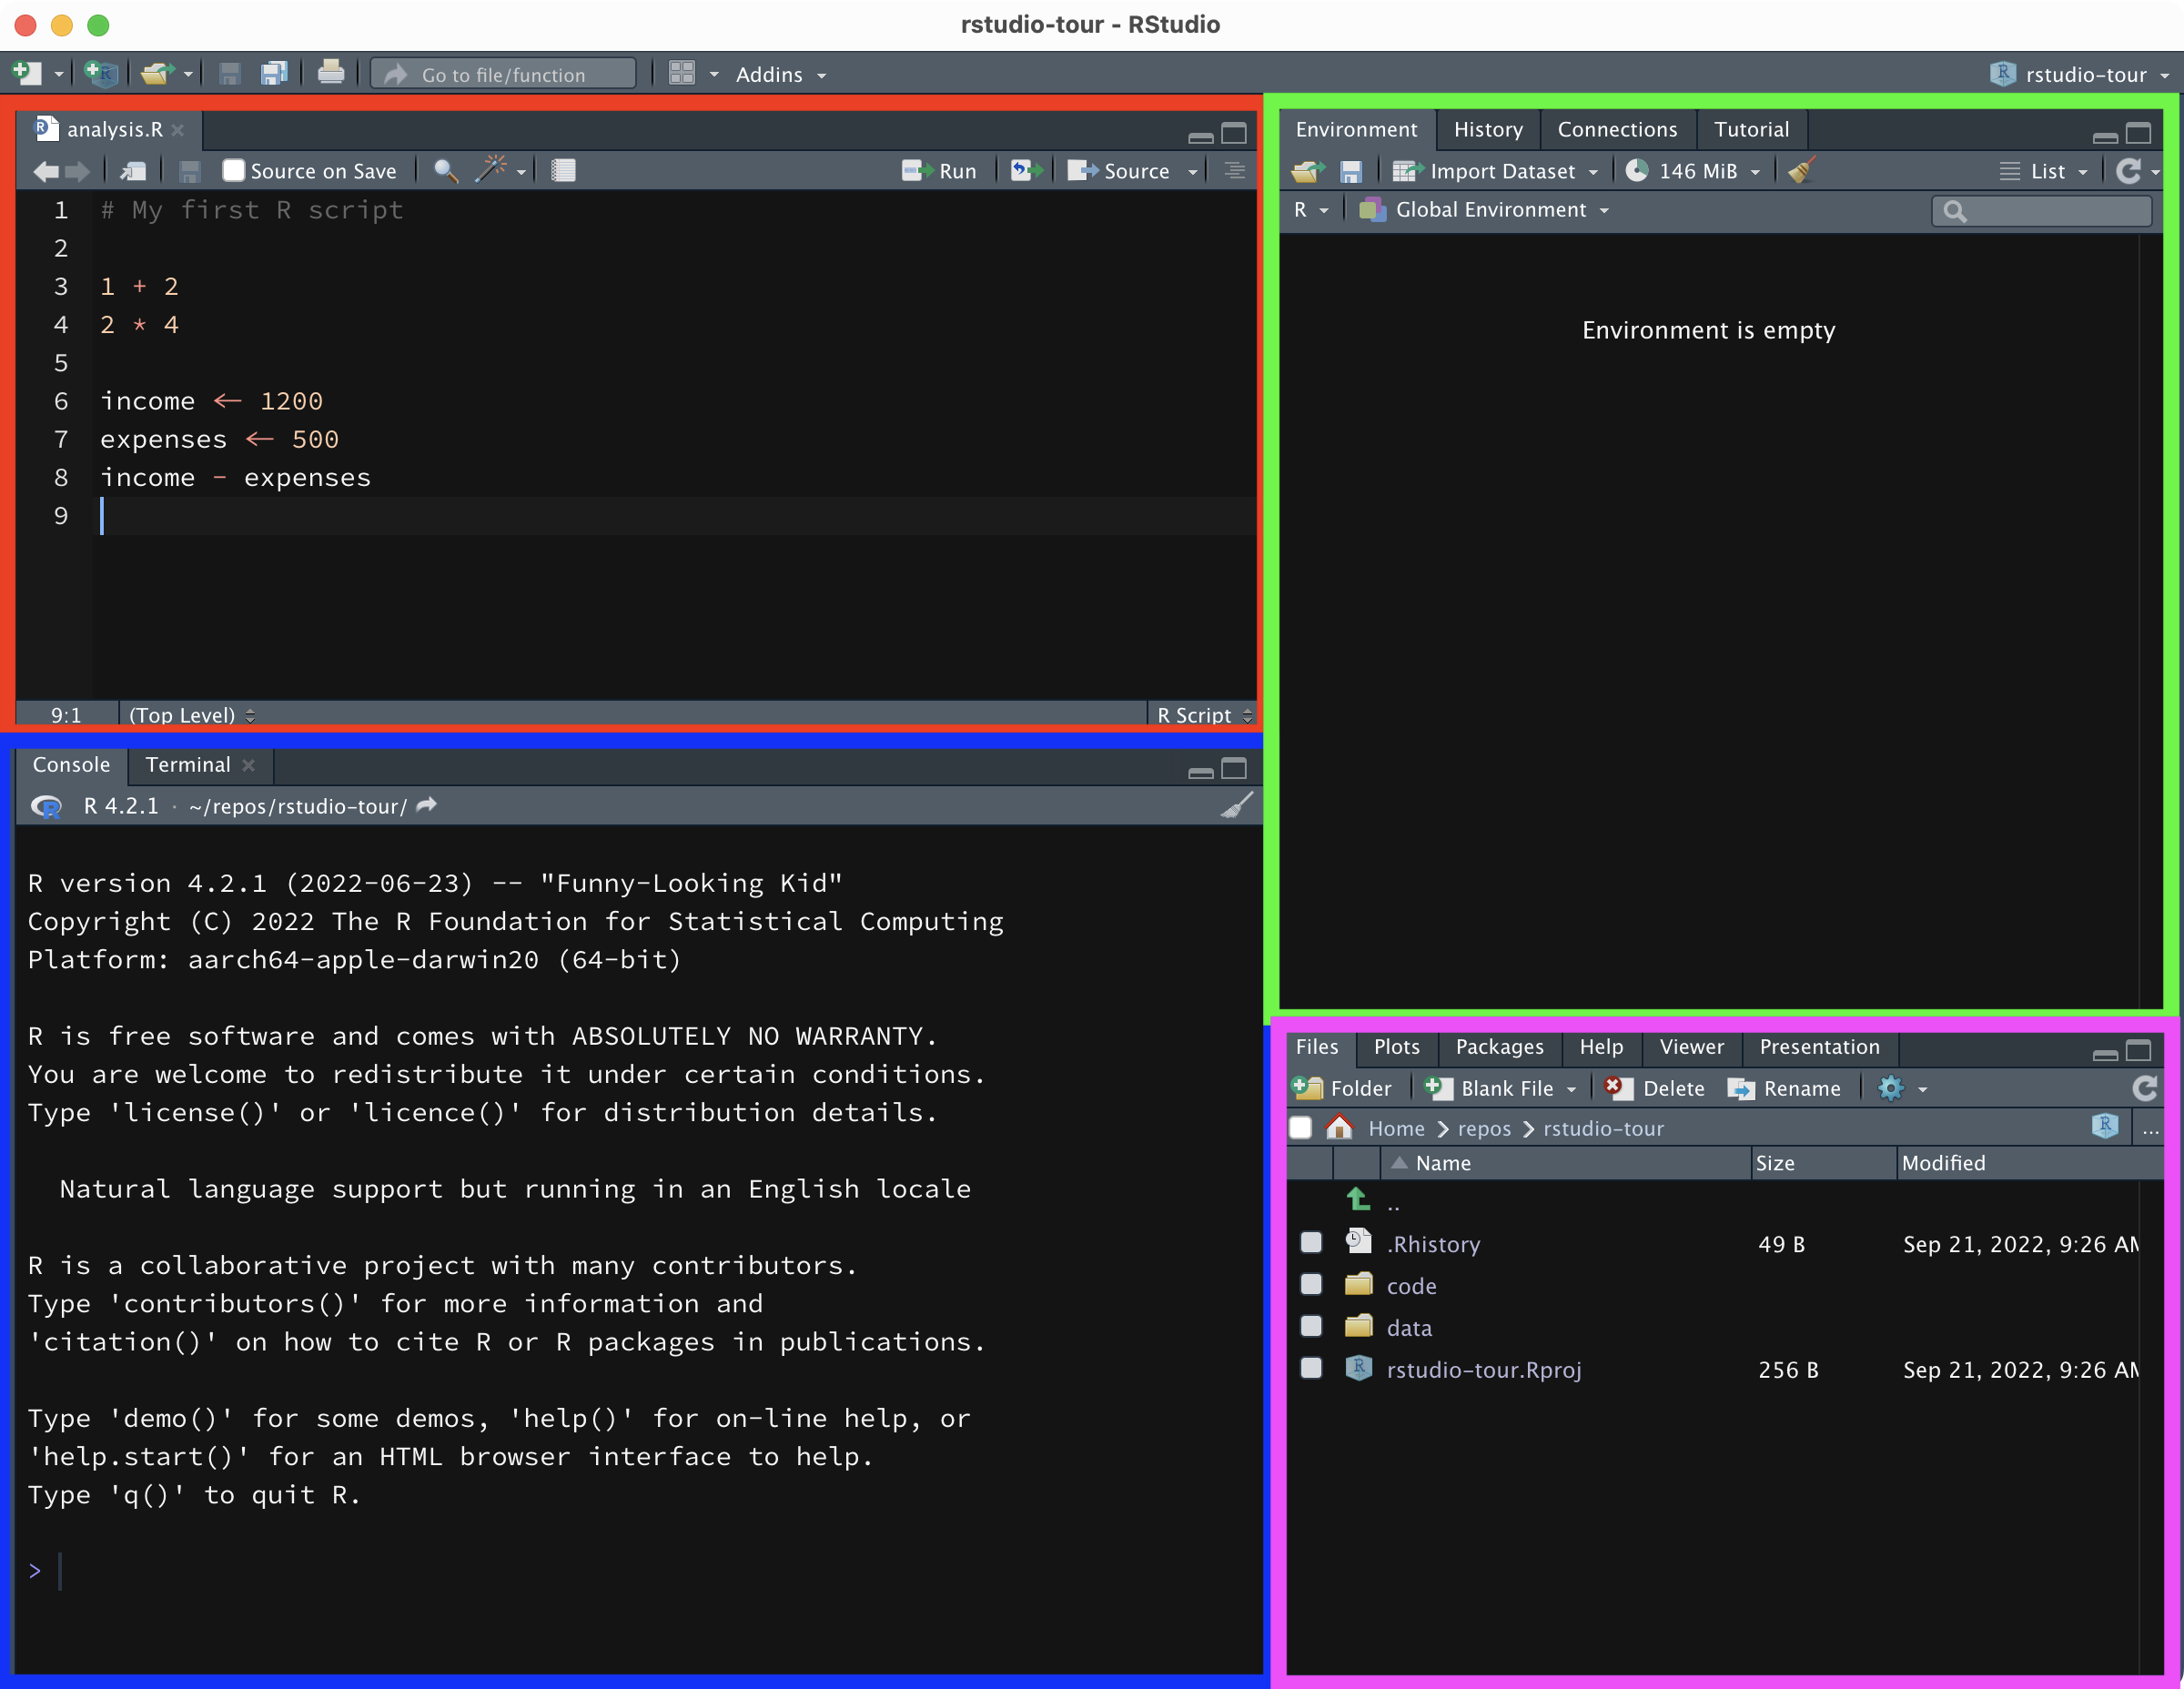 rstudio-tour - RStudio
Go to file/function Addins rstudio-tour
analysis.R
Source on Save Run Source
1 # My first R script
2
3 1 + 2
4 2 * 4
5
6 income <- 1200
7 expenses <- 500
8 income - expenses
9
9:1 (Top Level) R Script
Console Terminal
R 4.2.1 · ~/repos/rstudio-tour/
R version 4.2.1 (2022-06-23) -- "Funny-Looking Kid"
Copyright (C) 2022 The R Foundation for Statistical Computing
Platform: aarch64-apple-darwin20 (64-bit)
R is free software and comes with ABSOLUTELY NO WARRANTY.
You are welcome to redistribute it under certain conditions.
Type 'license()' or 'licence()' for distribution details.
Natural language support but running in an English locale
R is a collaborative project with many contributors.
Type 'contributors()' for more information and
'citation()' on how to cite R or R packages in publications.
Type 'demo()' for some demos, 'help()' for on-line help, or
'help.start()' for an HTML browser interface to help.
Type 'q()' to quit R.
>
Environment History Connections Tutorial
Import Dataset 146 MiB List
R Global Environment
Environment is empty
Files Plots Packages Help Viewer Presentation
Folder Blank File Delete Rename
Home repos rstudio-tour ...
Name Size Modified
..
.Rhistory 49 B Sep 21, 2022, 9:26 AM
code
data
rstudio-tour.Rproj 256 B Sep 21, 2022, 9:26 AM